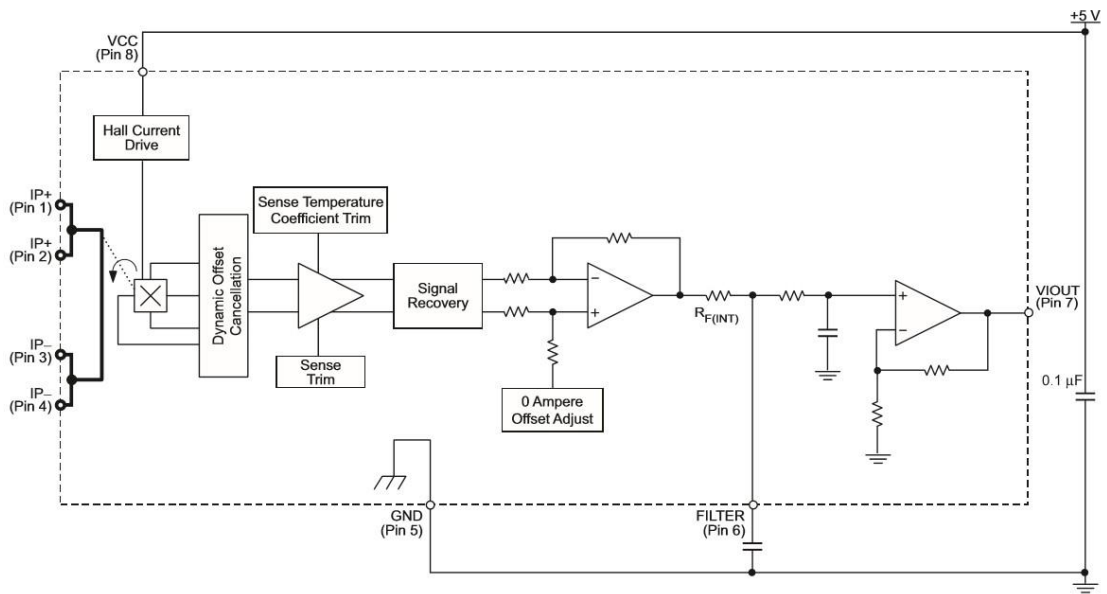 +5 V
VCC
(Pin 8)
Hall Current
Drive
IP+
(Pin 1)
IP+
(Pin 2)
IP–
(Pin 3)
IP–
(Pin 4)
Dynamic Offset
Cancellation
Sense Temperature
Coefficient Trim
Sense
Trim
Signal
Recovery
0 Ampere
Offset Adjust
–
+
RF(INT)
+
–
VIOUT
(Pin 7)
0.1 µF
GND
(Pin 5)
FILTER
(Pin 6)